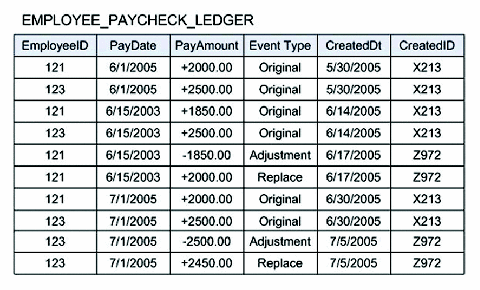 EMPLOYEE_PAYCHECK_LEDGER
EmployeeID PayDate PayAmount Event Type CreatedDt CreatedID
121 6/1/2005 +2000.00 Original 5/30/2005 X213
123 6/1/2005 +2500.00 Original 5/30/2005 X213
121 6/15/2003 +1850.00 Original 6/14/2005 X213
123 6/15/2003 +2500.00 Original 6/14/2005 X213
121 6/15/2003 -1850.00 Adjustment 6/17/2005 Z972
121 6/15/2003 +2000.00 Replace 6/17/2005 Z972
121 7/1/2005 +2000.00 Original 6/30/2005 X213
123 7/1/2005 +2500.00 Original 6/30/2005 X213
123 7/1/2005 -2500.00 Adjustment 7/5/2005 Z972
123 7/1/2005 +2450.00 Replace 7/5/2005 Z972